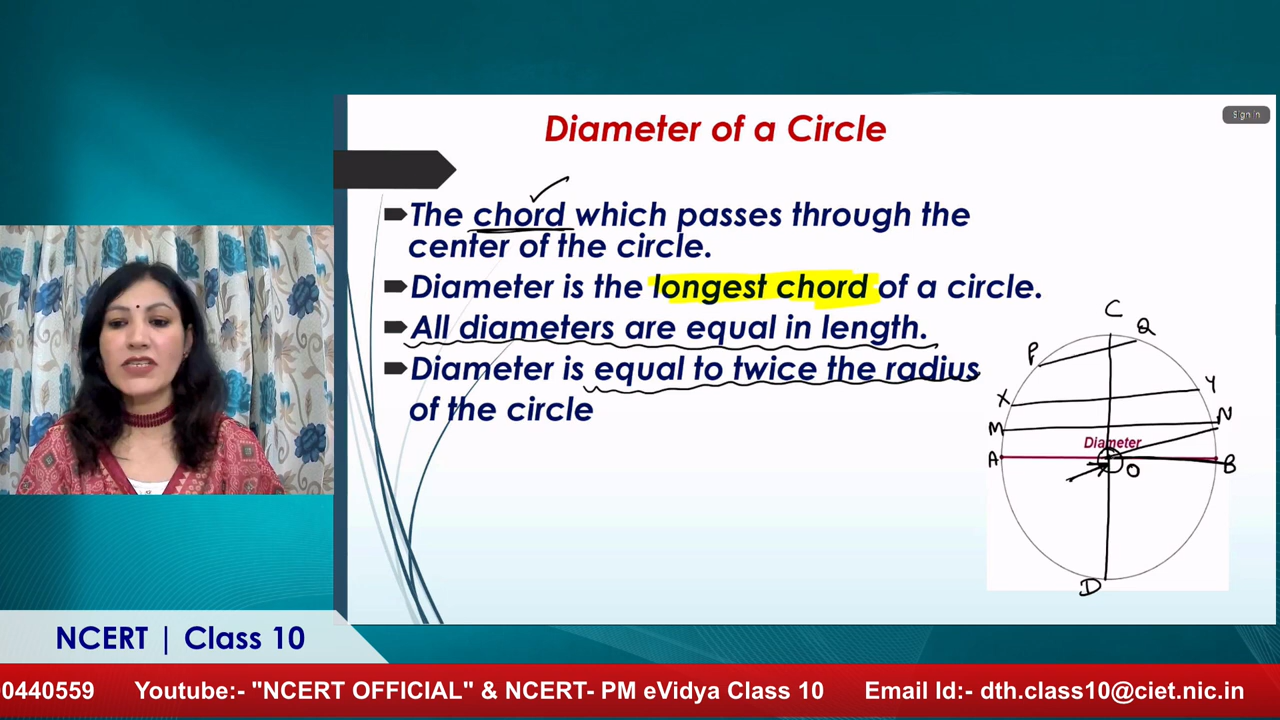 Diameter of a Circle
Sign in
The chord which passes through the
center of the circle.
Diameter is the longest chord of a circle.
All diameters are equal in length.
Diameter is equal to twice the radius
of the circle
C
Q
P
X
Y
M
N
Diameter
A
O
B
D
NCERT | Class 10
0440559 Youtube:- "NCERT OFFICIAL" & NCERT- PM eVidya Class 10 Email Id:- dth.class10@ciet.nic.in